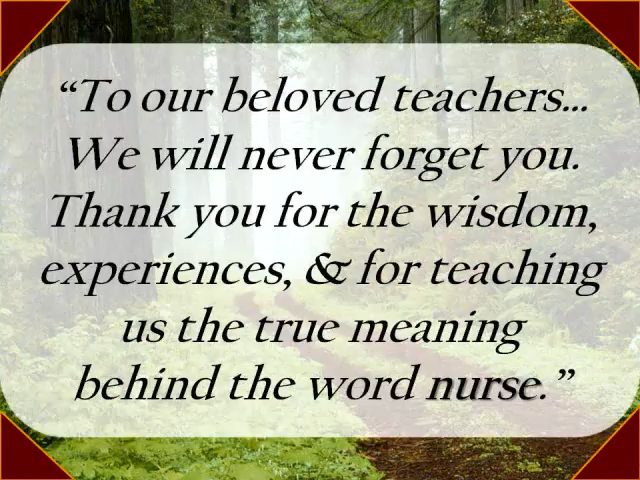 “To our beloved teachers...
We will never forget you.
Thank you for the wisdom,
experiences, & for teaching
us the true meaning
behind the word nurse.”